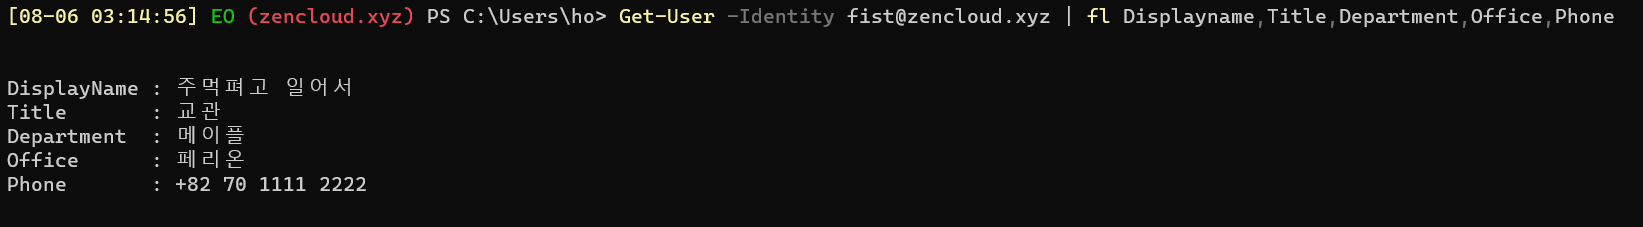 [08-06 03:14:56] EO (zencloud.xyz) PS C:\Users\ho> Get-User -Identity fist@zencloud.xyz | fl Displayname,Title,Department,Office,Phone
DisplayName : 주먹펴고 일어서
Title       : 교관
Department  : 메이플
Office      : 페리온
Phone       : +82 70 1111 2222